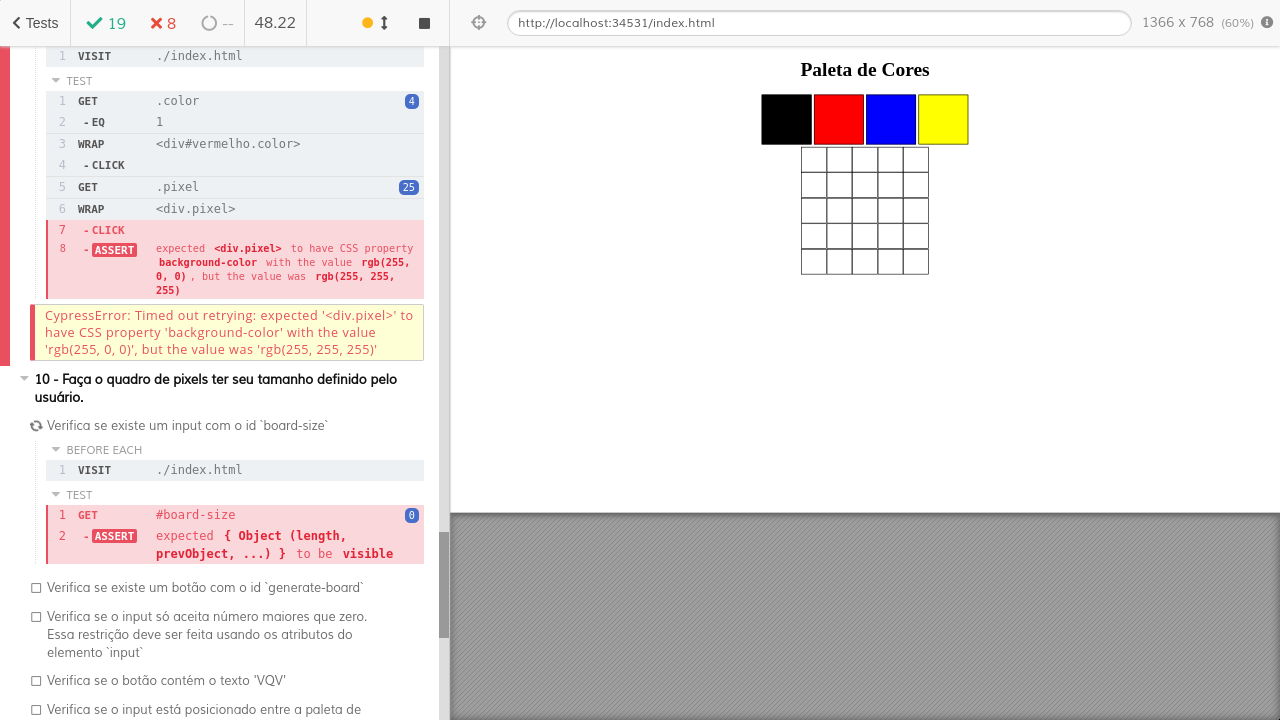 Tests 19 8 -- 48.22
http://localhost:34531/index.html 1366 x 768 (60%)
1 VISIT ./index.html
TEST
1 GET .color 4
2 - EQ 1
3 WRAP <div#vermelho.color>
4 - CLICK
5 GET .pixel 25
6 WRAP <div.pixel>
7 - CLICK
8 - ASSERT expected <div.pixel> to have CSS property
background-color with the value rgb(255,
0, 0) , but the value was rgb(255, 255,
255)
CypressError: Timed out retrying: expected '<div.pixel>' to
have CSS property 'background-color' with the value
'rgb(255, 0, 0)', but the value was 'rgb(255, 255, 255)'
10 - Faça o quadro de pixels ter seu tamanho definido pelo
usuário.
Verifica se existe um input com o id `board-size`
BEFORE EACH
1 VISIT ./index.html
TEST
1 GET #board-size 0
2 - ASSERT expected { Object (length,
prevObject, ...) } to be visible
Verifica se existe um botão com o id `generate-board`
Verifica se o input só aceita número maiores que zero.
Essa restrição deve ser feita usando os atributos do
elemento `input`
Verifica se o botão contém o texto 'VQV'
Verifica se o input está posicionado entre a paleta de
Paleta de Cores